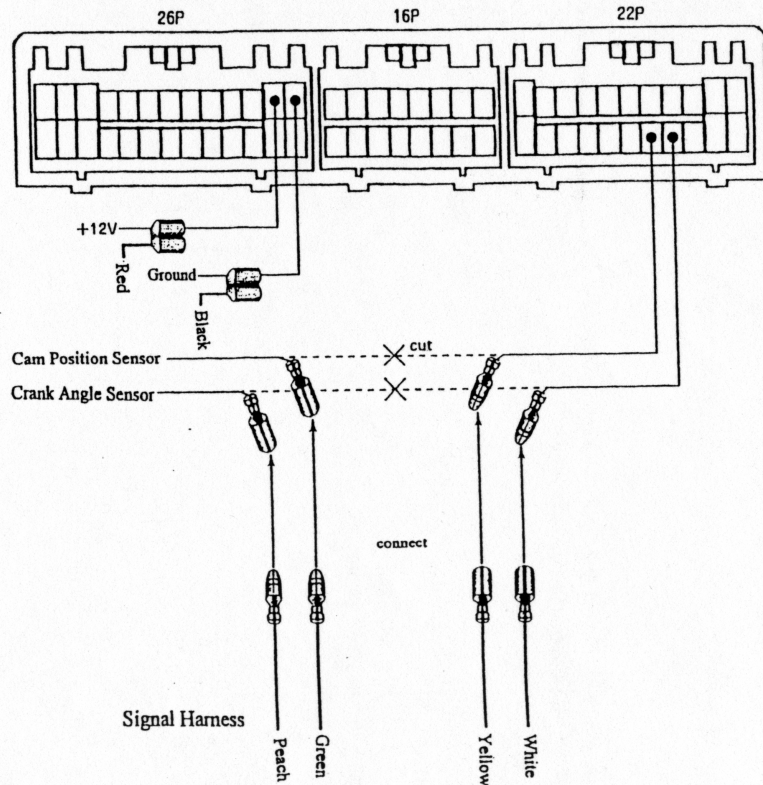 26P
16P
22P
+12V
Red
Ground
Black
cut
Cam Position Sensor
Crank Angle Sensor
connect
Signal Harness
Peach
Green
Yellow
White